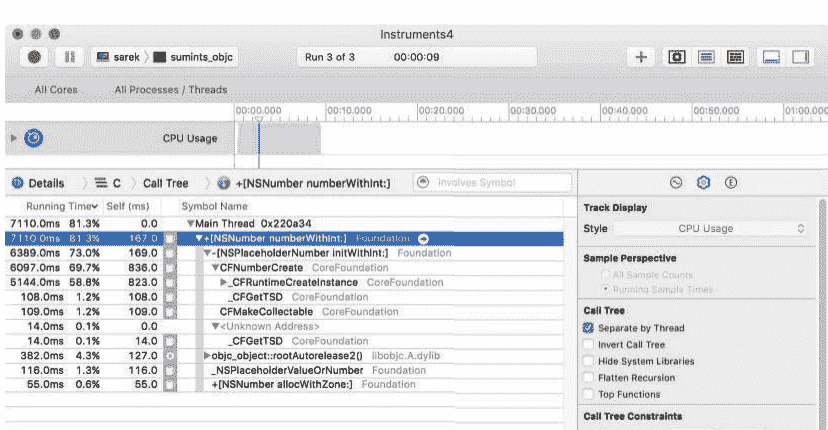 Instruments4
sarek sumints_objc Run 3 of 3 00:00:09
All Cores All Processes / Threads
00:00.000 00:10.000 00:20.000 00:30.000 00:40.000 00:50.000 01:00.000
CPU Usage
Details C Call Tree +[NSNumber numberWithInt:] Involves Symbol
Running Time Self (ms) Symbol Name
7110.0ms 81.3% 0.0 Main Thread 0x220a34
7110.0ms 81.3% 167.0 +[NSNumber numberWithInt:] Foundation
6389.0ms 73.0% 169.0 -[NSPlaceholderNumber initWithInt:] Foundation
6097.0ms 69.7% 836.0 CFNumberCreate CoreFoundation
5144.0ms 58.8% 823.0 _CFRuntimeCreateInstance CoreFoundation
108.0ms 1.2% 108.0 _CFGetTSD CoreFoundation
109.0ms 1.2% 109.0 CFMakeCollectable CoreFoundation
14.0ms 0.1% 0.0 <Unknown Address>
14.0ms 0.1% 14.0 _CFGetTSD CoreFoundation
382.0ms 4.3% 127.0 objc_object::rootAutorelease2() libobjc.A.dylib
116.0ms 1.3% 116.0 _NSPlaceholderValueOrNumber Foundation
55.0ms 0.6% 55.0 +[NSNumber allocWithZone:] Foundation
E
Track Display
Style CPU Usage
Sample Perspective
All Sample Counts
Running Sample Times
Call Tree
Separate by Thread
Invert Call Tree
Hide System Libraries
Flatten Recursion
Top Functions
Call Tree Constraints